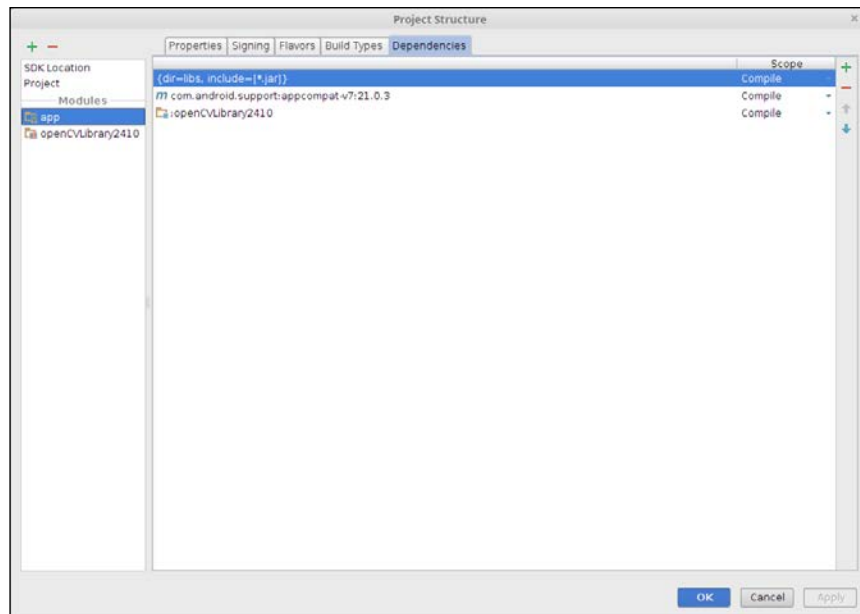 Project Structure
Properties Signing Flavors Build Types Dependencies
SDK Location
Project
Modules
app
openCVLibrary2410
Scope
{dir=libs, include=[*.jar]} Compile
m com.android.support:appcompat-v7:21.0.3 Compile
:openCVLibrary2410 Compile
OK Cancel Apply